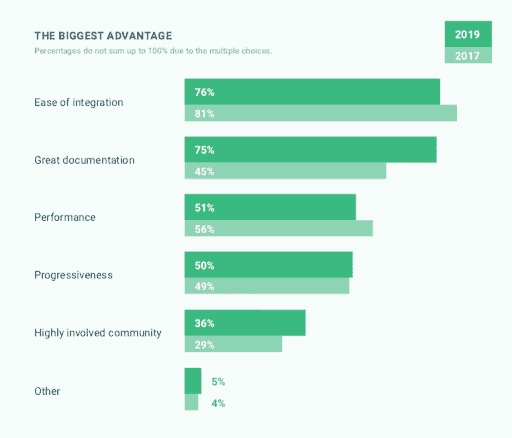 THE BIGGEST ADVANTAGE
Percentages do not sum up to 100% due to the multiple choices.
2019
2017
Ease of integration
76%
81%
Great documentation
75%
45%
Performance
51%
56%
Progressiveness
50%
49%
Highly involved community
36%
29%
Other
5%
4%